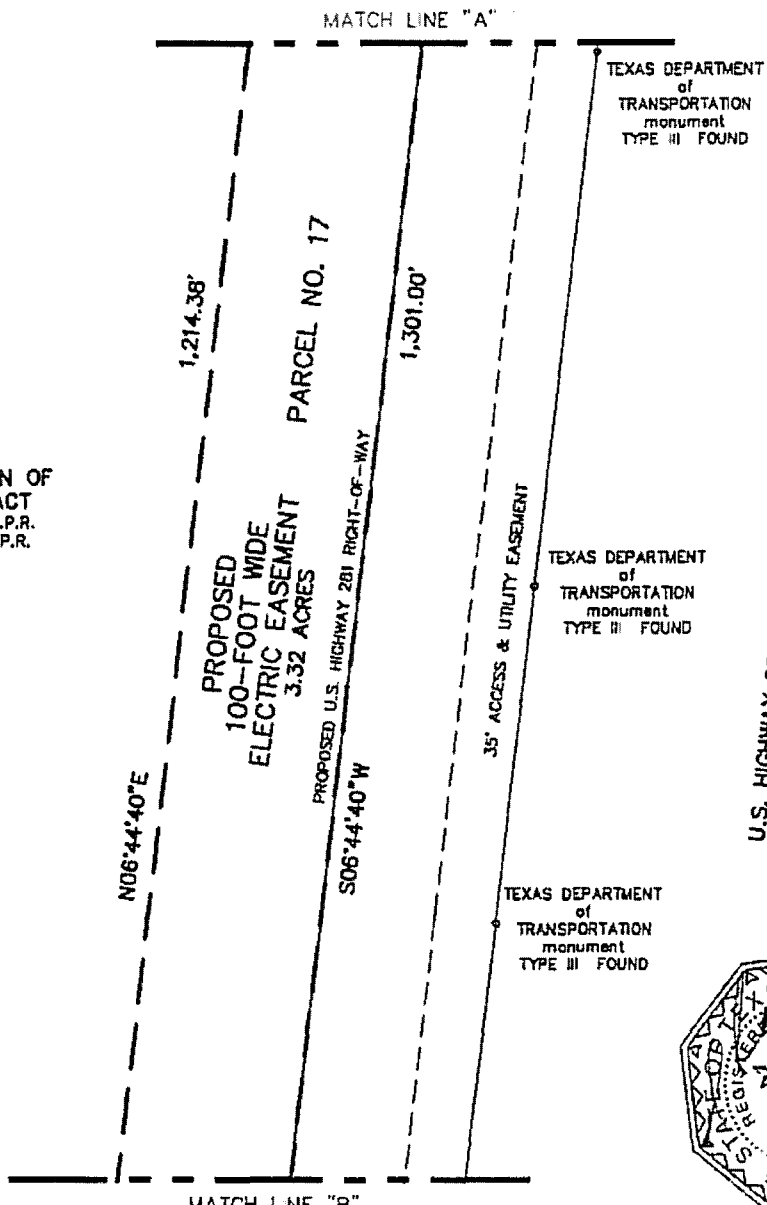 MATCH LINE "A"
TEXAS DEPARTMENT
of
TRANSPORTATION
monument
TYPE III FOUND
1,214.38'
PARCEL NO. 17
1,301.00'
N OF
ACT
.P.R.
P.R.
PROPOSED
100-FOOT WIDE
ELECTRIC EASEMENT
3.32 ACRES
PROPOSED U.S. HIGHWAY 281 RIGHT-OF-WAY
35' ACCESS & UTILITY EASEMENT
TEXAS DEPARTMENT
of
TRANSPORTATION
monument
TYPE III FOUND
U.S. HIGHWAY
N06°44'40"E
S06°44'40"W
TEXAS DEPARTMENT
of
TRANSPORTATION
monument
TYPE III FOUND
MATCH LINE "B"